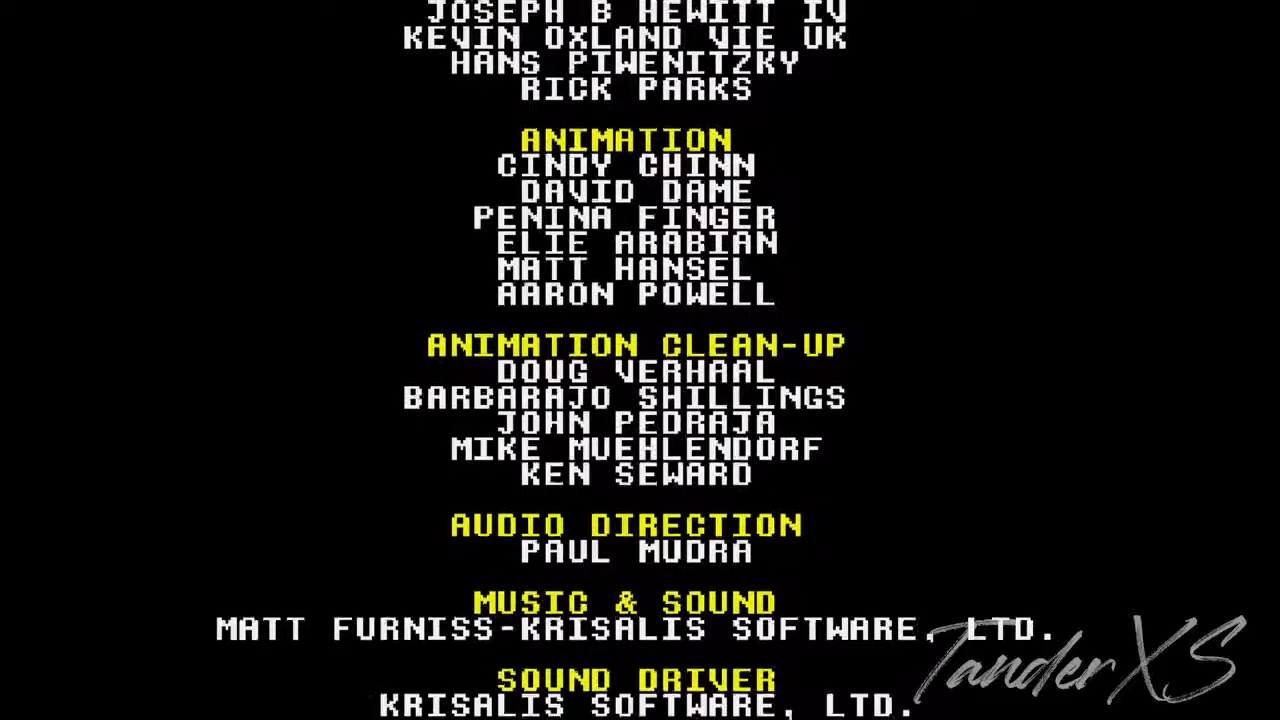 JOSEPH B HEWITT IV
KEVIN OXLAND VIE UK
HANS PIWENITZKY
RICK PARKS
ANIMATION
CINDY CHINN
DAVID DAME
PENINA FINGER
ELIE ARABIAN
MATT HANSEL
AARON POWELL
ANIMATION CLEAN-UP
DOUG VERHAAL
BARBARAJO SHILLINGS
JOHN PEDRAJA
MIKE MUEHLENDORF
KEN SEWARD
AUDIO DIRECTION
PAUL MUDRA
MUSIC & SOUND
MATT FURNISS-KRISALIS SOFTWARE, LTD.
SOUND DRIVER
KRISALIS SOFTWARE, LTD.
TanderXS